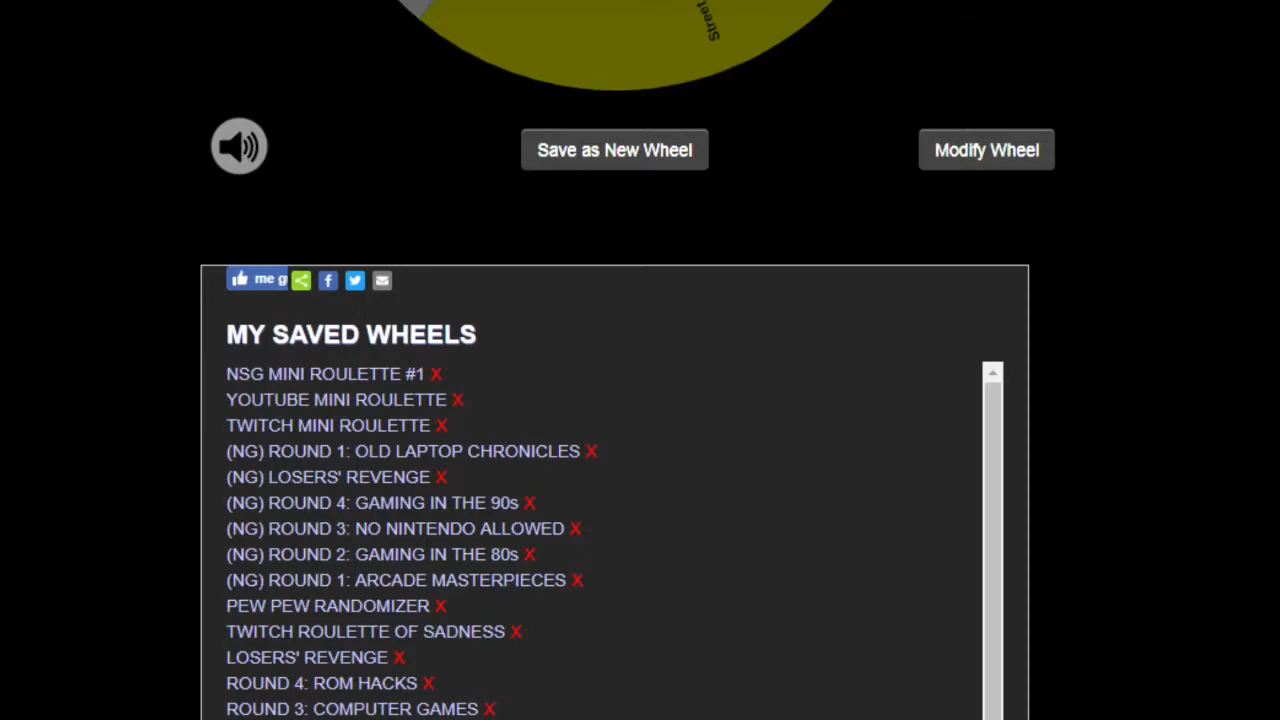 Street
Save as New Wheel
Modify Wheel
me g
MY SAVED WHEELS
NSG MINI ROULETTE #1 X
YOUTUBE MINI ROULETTE X
TWITCH MINI ROULETTE X
(NG) ROUND 1: OLD LAPTOP CHRONICLES X
(NG) LOSERS' REVENGE X
(NG) ROUND 4: GAMING IN THE 90s X
(NG) ROUND 3: NO NINTENDO ALLOWED X
(NG) ROUND 2: GAMING IN THE 80s X
(NG) ROUND 1: ARCADE MASTERPIECES X
PEW PEW RANDOMIZER X
TWITCH ROULETTE OF SADNESS X
LOSERS' REVENGE X
ROUND 4: ROM HACKS X
ROUND 3: COMPUTER GAMES X